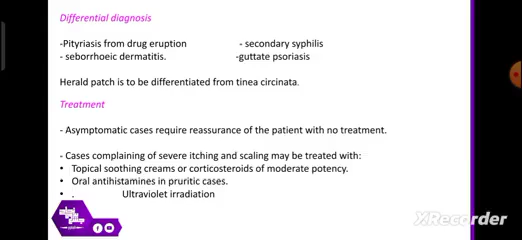 Differential diagnosis
-Pityriasis from drug eruption - secondary syphilis
- seborrhoeic dermatitis. -guttate psoriasis
Herald patch is to be differentiated from tinea circinata.
Treatment
- Asymptomatic cases require reassurance of the patient with no treatment.
- Cases complaining of severe itching and scaling may be treated with:
• Topical soothing creams or corticosteroids of moderate potency.
• Oral antihistamines in pruritic cases.
• . Ultraviolet irradiation
XRecorder